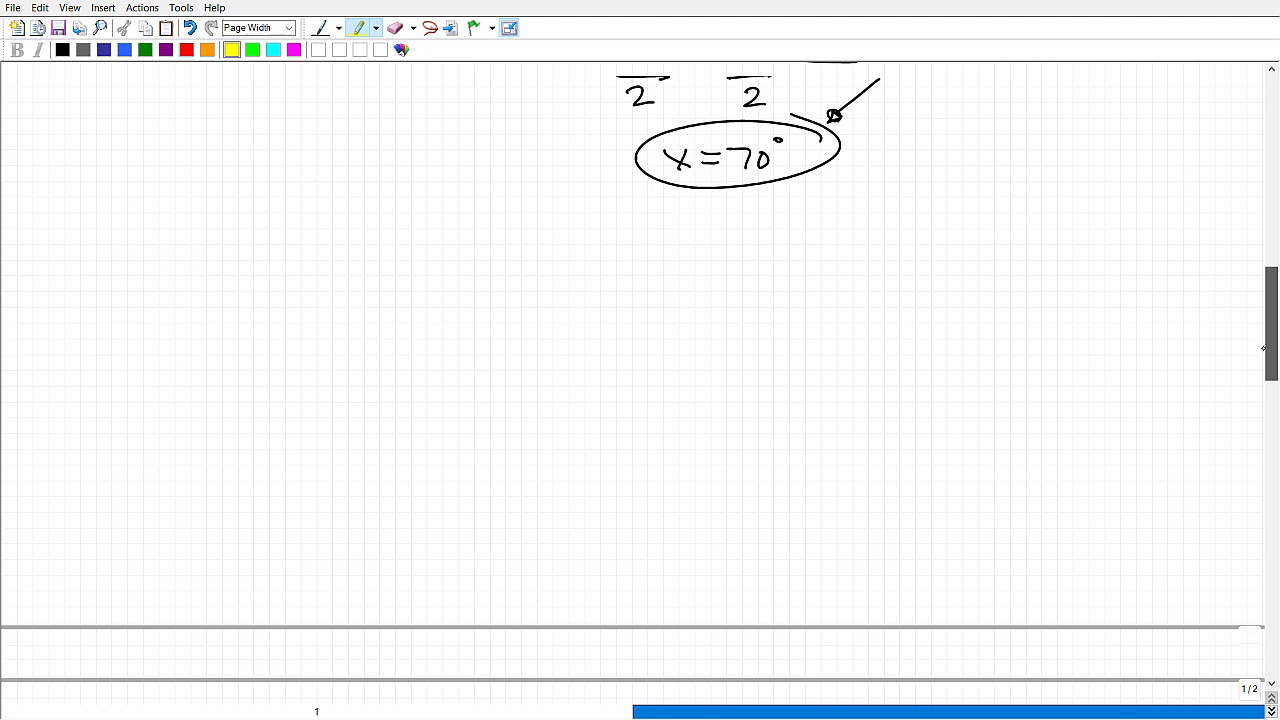 File Edit View Insert Actions Tools Help
Page Width
B I
2 2
x = 70°
1/2
1